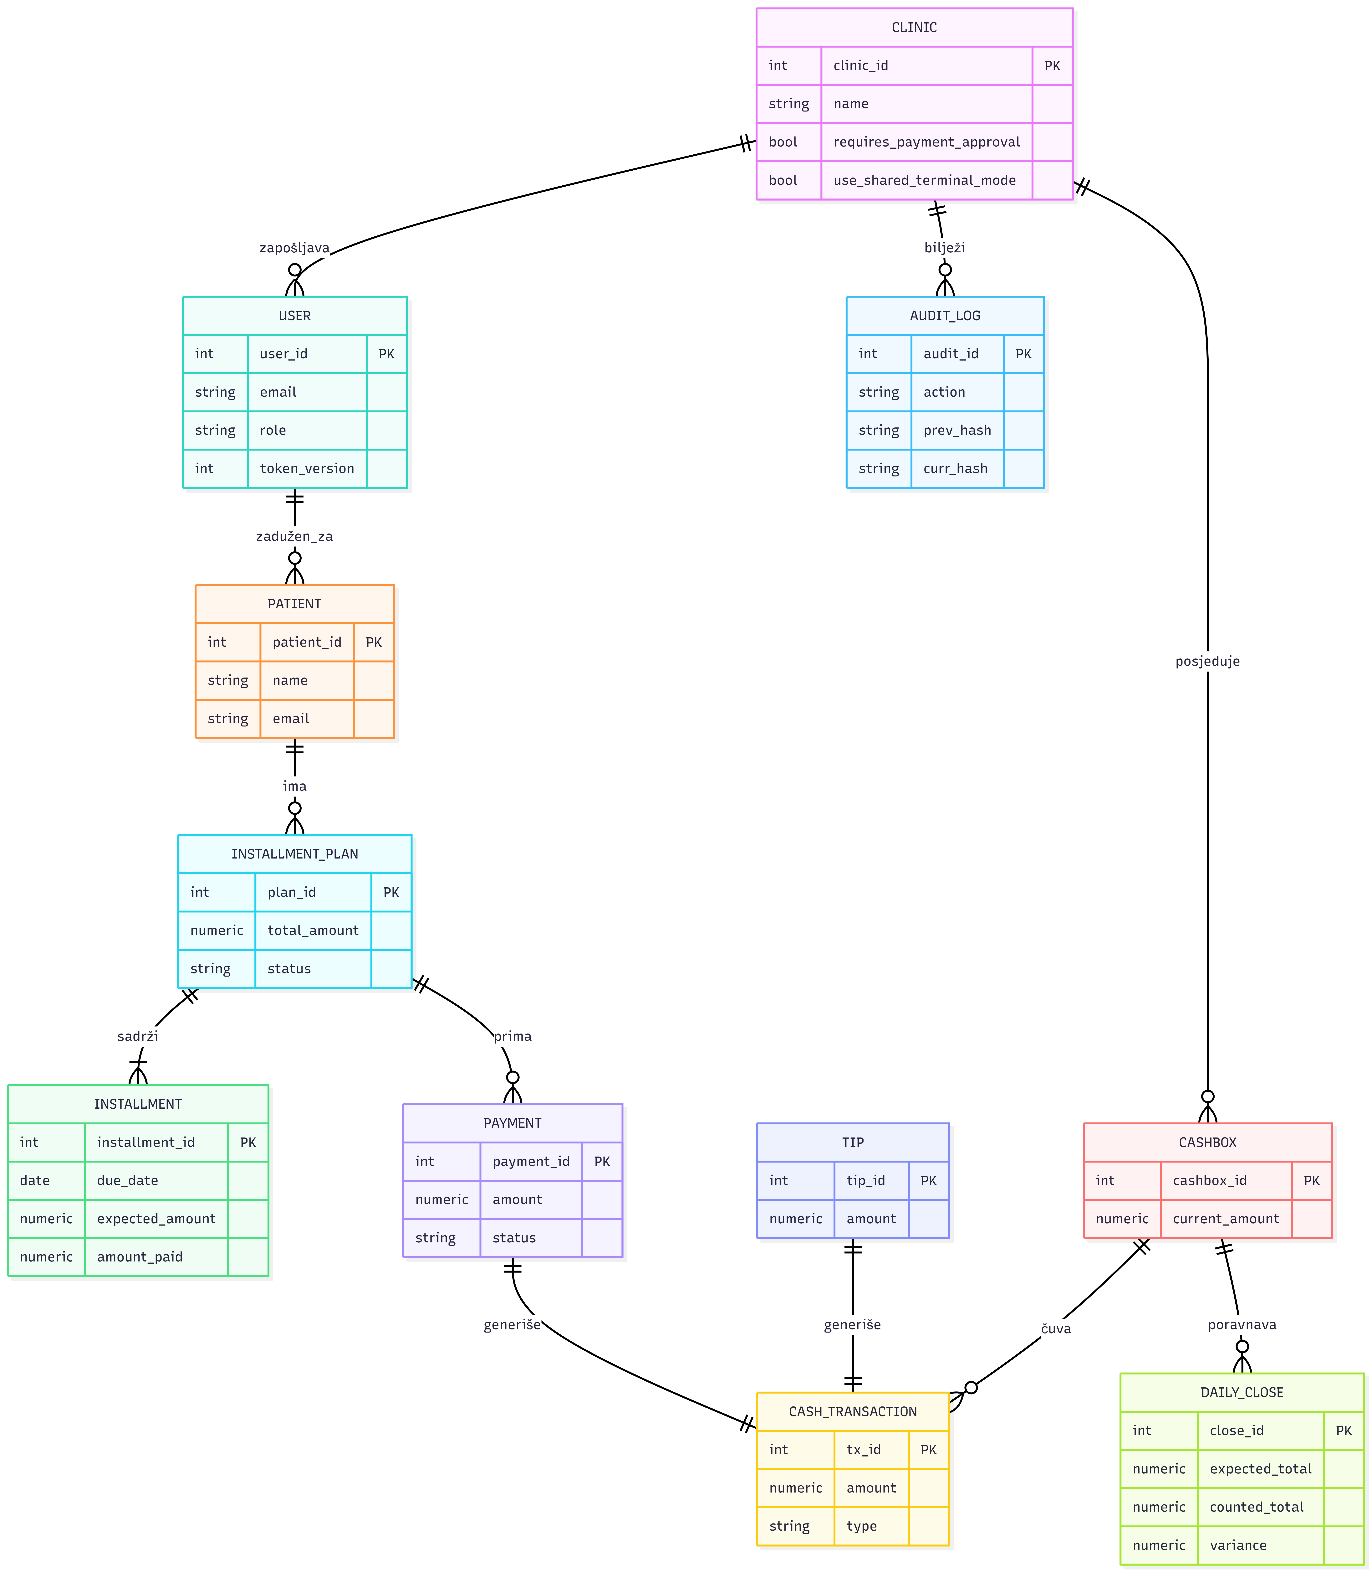 CLINIC
int clinic_id PK
string name
bool requires_payment_approval
bool use_shared_terminal_mode
zapošljava
bilježi
USER
int user_id PK
string email
string role
int token_version
AUDIT_LOG
int audit_id PK
string action
string prev_hash
string curr_hash
zadužen_za
PATIENT
int patient_id PK
string name
string email
posjeduje
ima
INSTALLMENT_PLAN
int plan_id PK
numeric total_amount
string status
sadrži
prima
INSTALLMENT
int installment_id PK
date due_date
numeric expected_amount
numeric amount_paid
PAYMENT
int payment_id PK
numeric amount
string status
TIP
int tip_id PK
numeric amount
CASHBOX
int cashbox_id PK
numeric current_amount
generiše
generiše
čuva
poravnava
CASH_TRANSACTION
int tx_id PK
numeric amount
string type
DAILY_CLOSE
int close_id PK
numeric expected_total
numeric counted_total
numeric variance